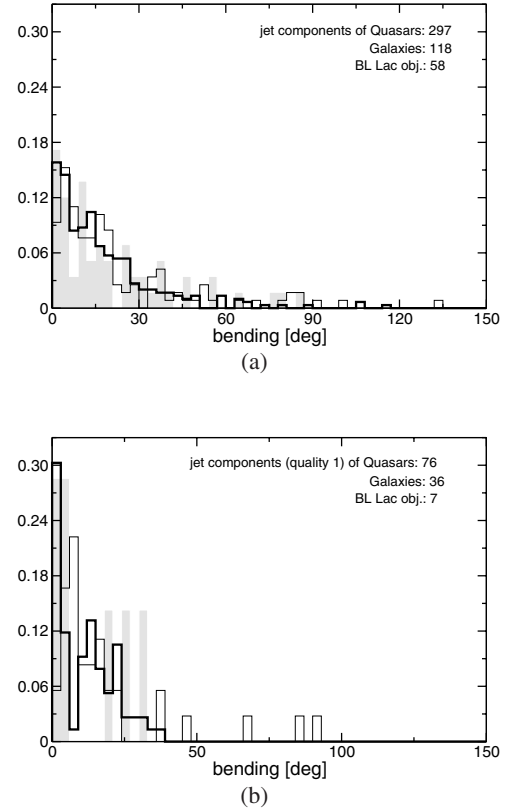 0.30
0.24
0.18
0.12
0.06
0
jet components of Quasars: 297
Galaxies: 118
BL Lac obj.: 58
0 30 60 90 120 150
bending [deg]
(a)
0.30
0.24
0.18
0.12
0.06
0
jet components (quality 1) of Quasars: 76
Galaxies: 36
BL Lac obj.: 7
0 50 100 150
bending [deg]
(b)